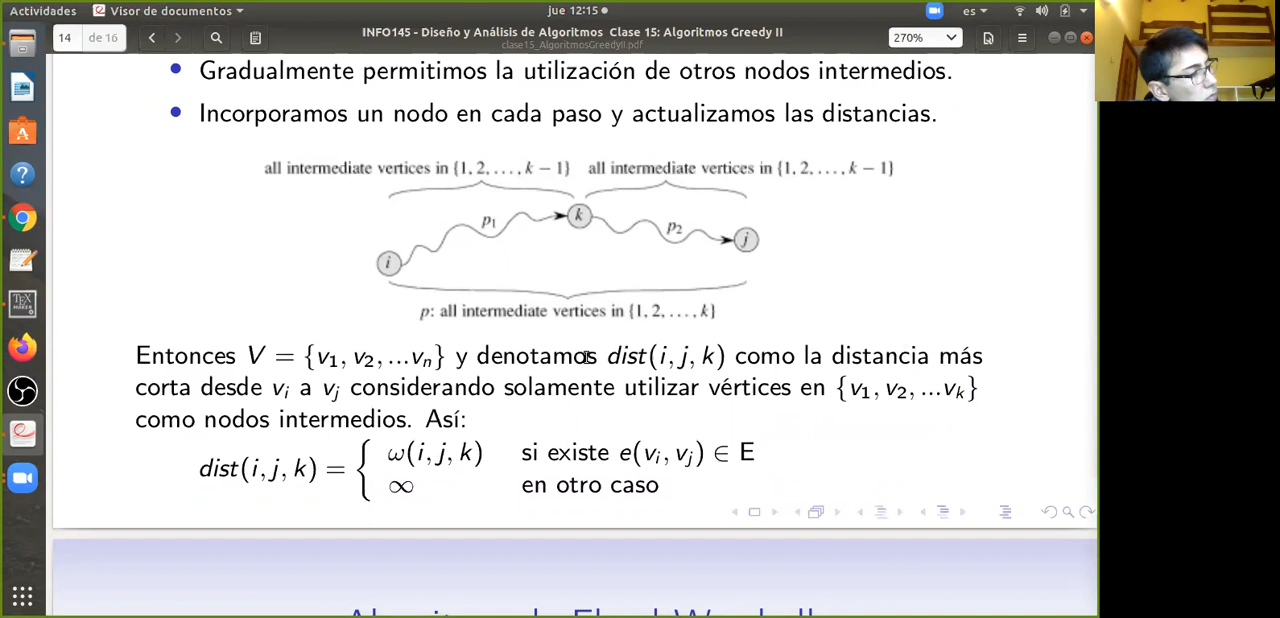 Actividades
Visor de documentos
jue 12:15
es
14
de 16
INFO145 - Diseño y Análisis de Algoritmos Clase 15: Algoritmos Greedy II
clase15_AlgoritmosGreedyII.pdf
270%
Gradualmente permitimos la utilización de otros nodos intermedios.
Incorporamos un nodo en cada paso y actualizamos las distancias.
all intermediate vertices in {1, 2, . . . , k − 1} all intermediate vertices in {1, 2, . . . , k − 1}
p1
k
p2
j
i
p: all intermediate vertices in {1, 2, . . . , k}
Entonces V = {v1, v2, ...vn} y denotamos dist(i, j, k) como la distancia más
corta desde vi a vj considerando solamente utilizar vértices en {v1, v2, ...vk}
como nodos intermedios. Así:
dist(i, j, k) = { ω(i, j, k) si existe e(vi, vj) ∈ E
∞ en otro caso